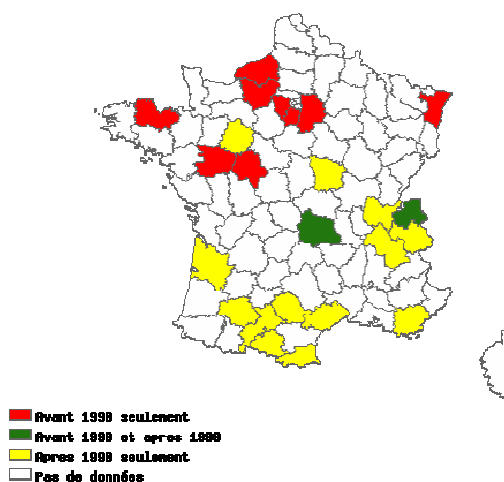 Avant 1990 seulement
Avant 1990 et apres 1990
Apres 1990 seulement
Pas de données